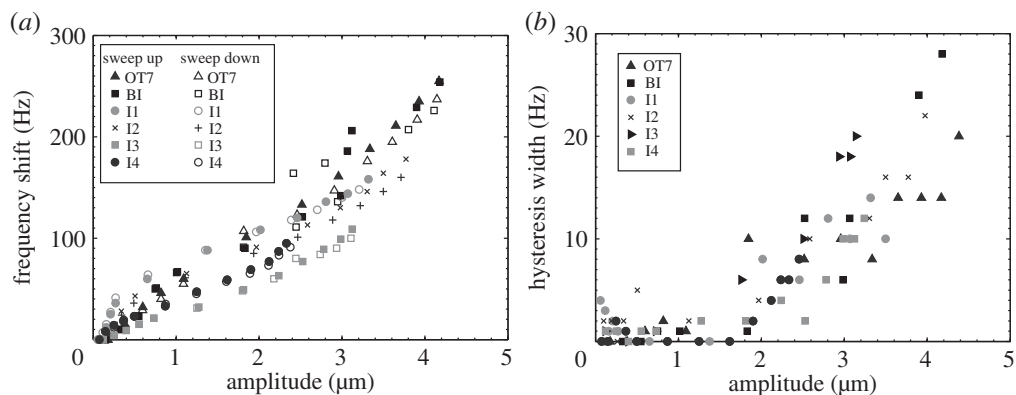 (a)
300
200
100
0
1
2
3
4
5
frequency shift (Hz)
amplitude (µm)
sweep up sweep down
OT7 OT7
BI BI
I1 I1
I2 I2
I3 I3
I4 I4
(b)
30
20
10
0
1
2
3
4
5
hysteresis width (Hz)
amplitude (µm)
OT7
BI
I1
I2
I3
I4